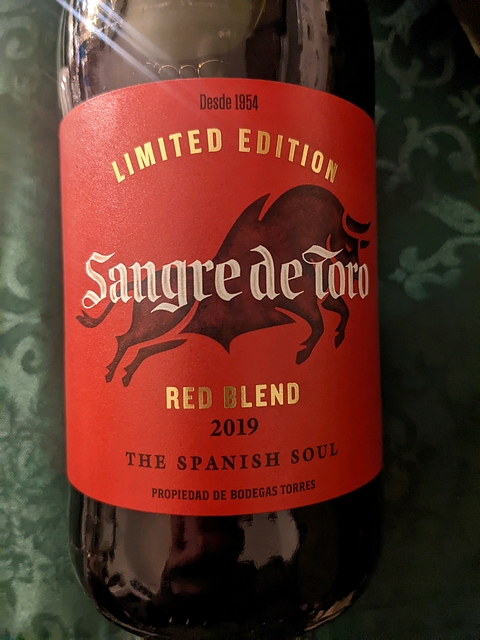 Desde 1954
LIMITED EDITION
Sangre de Toro
RED BLEND
2019
THE SPANISH SOUL
PROPIEDAD DE BODEGAS TORRES